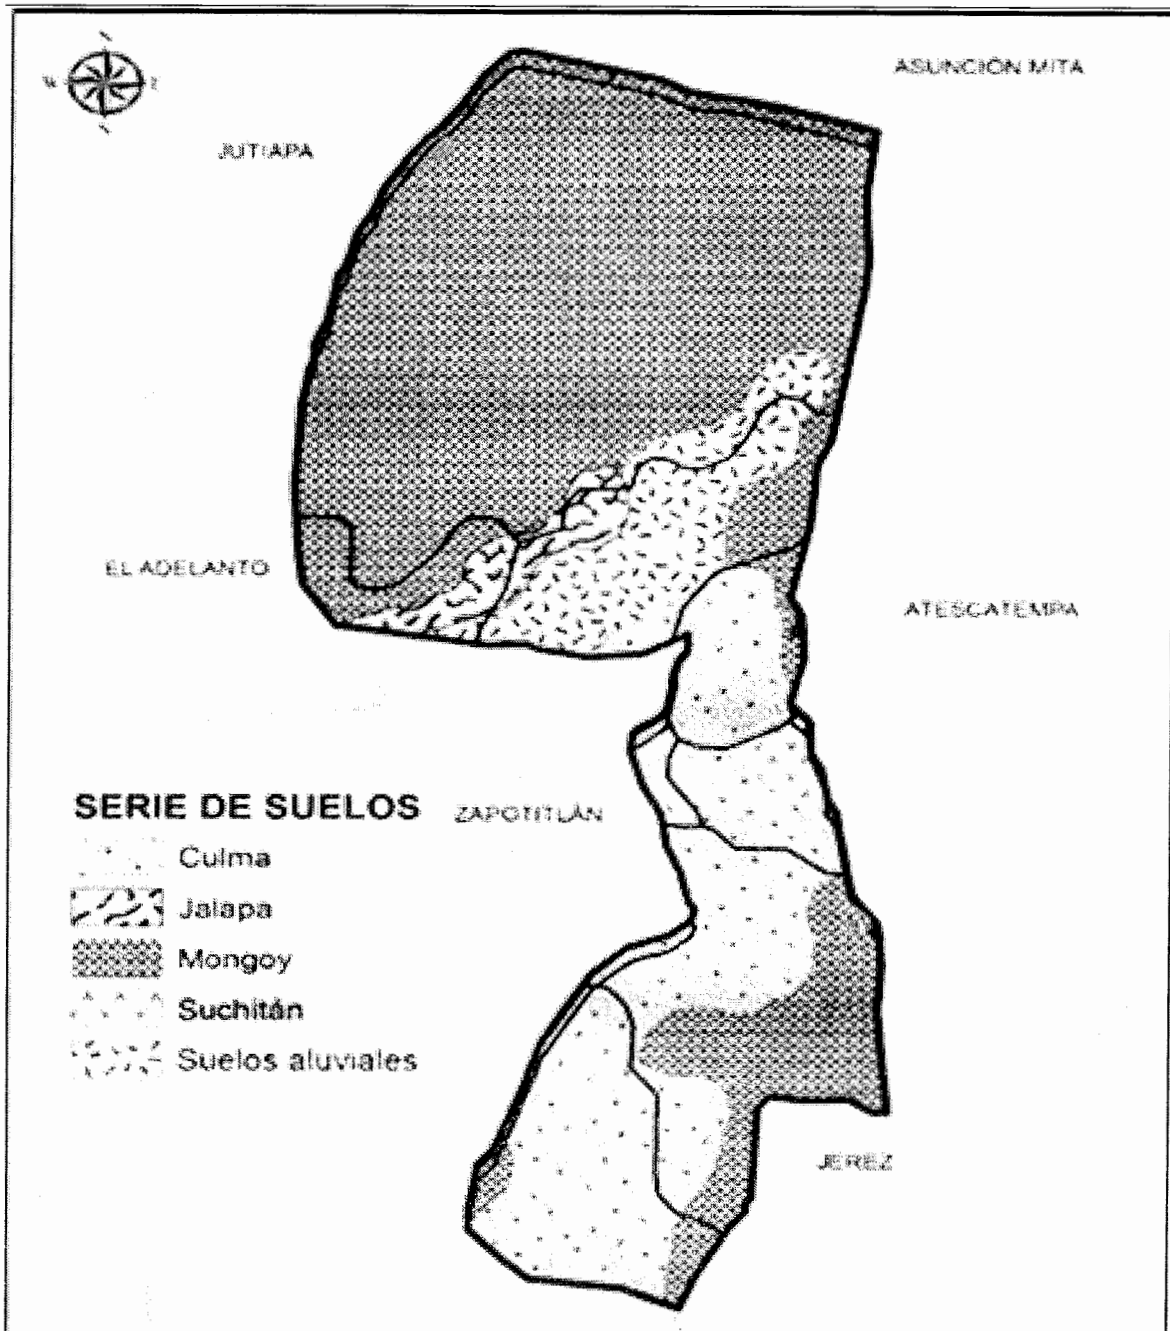 ASUNCIÓN MITA
JUTIAPA
EL ADELANTO
ATESCATEMPA
SERIE DE SUELOS
ZAPOTITLÁN
Culma
Jalapa
Mongoy
Suchitán
Suelos aluviales
JEREZ